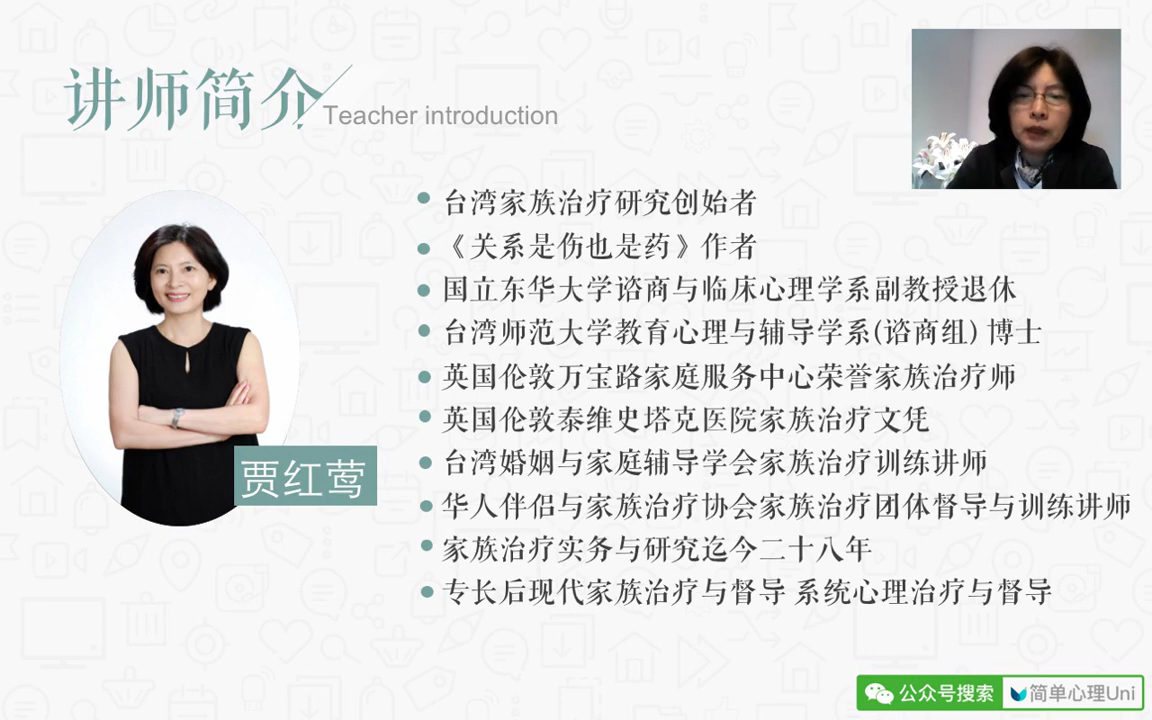 讲师简介
Teacher introduction
台湾家族治疗研究创始者
《关系是伤也是药》作者
国立东华大学谘商与临床心理学系副教授退休
台湾师范大学教育心理与辅导学系(谘商组) 博士
英国伦敦万宝路家庭服务中心荣誉家族治疗师
英国伦敦泰维史塔克医院家族治疗文凭
台湾婚姻与家庭辅导学会家族治疗训练讲师
华人伴侣与家族治疗协会家族治疗团体督导与训练讲师
家族治疗实务与研究迄今二十八年
专长后现代家族治疗与督导 系统心理治疗与督导
贾红莺
公众号搜索 简单心理Uni